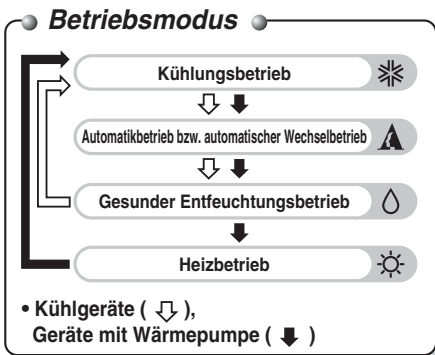 Betriebsmodus
Kühlungsbetrieb
Automatikbetrieb bzw. automatischer Wechselbetrieb
Gesunder Entfeuchtungsbetrieb
Heizbetrieb
• Kühlgeräte ( ⇩ ),
Geräte mit Wärmepumpe ( 🡇 )